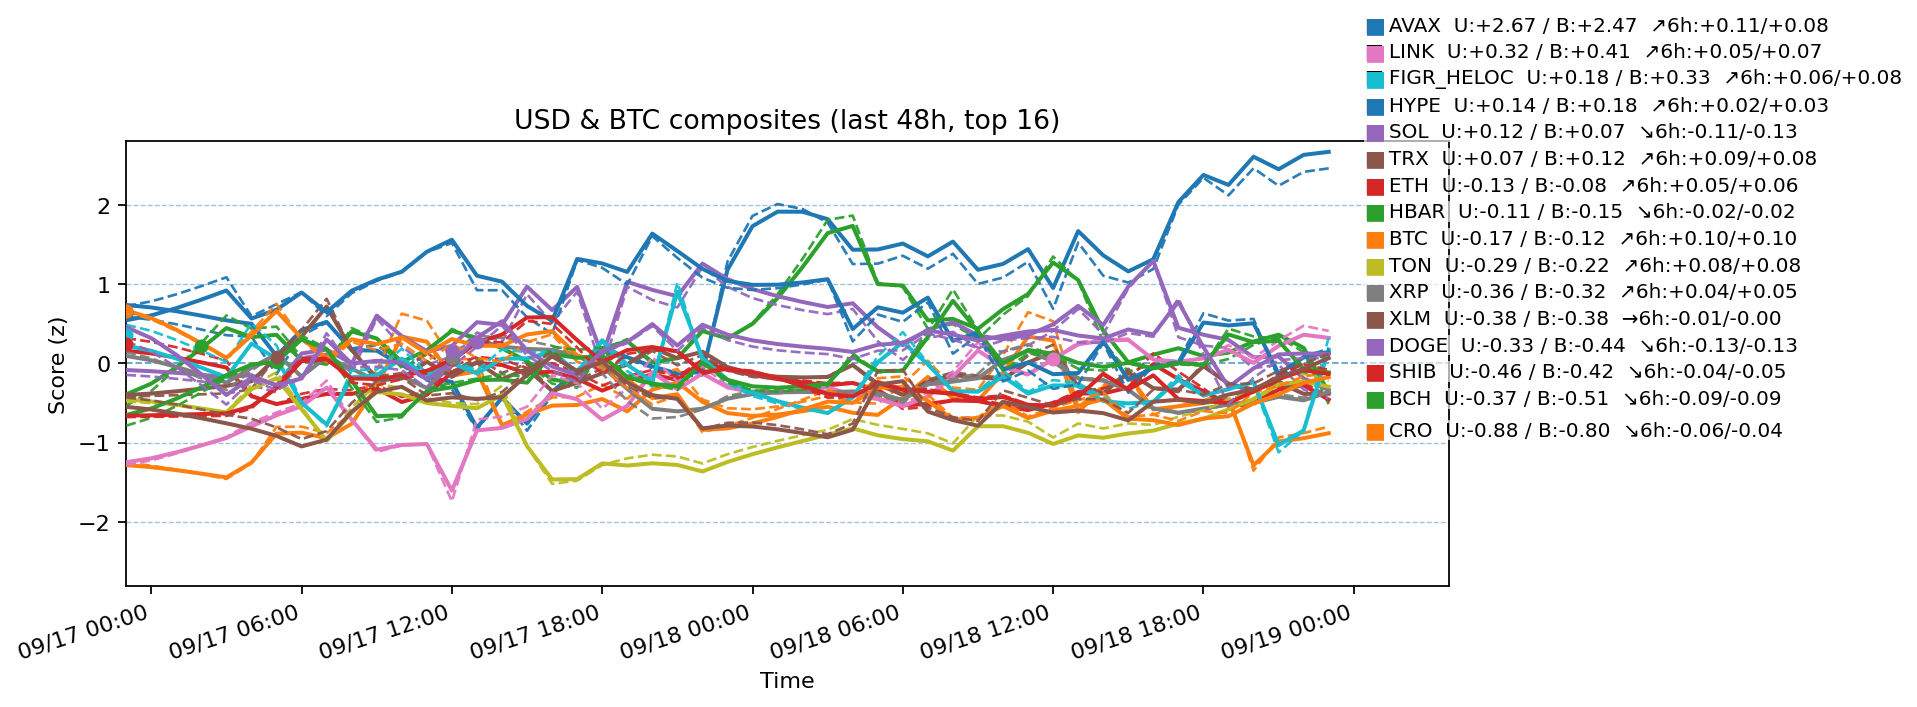 AVAX  U:+2.67 / B:+2.47  ↗6h:+0.11/+0.08
LINK  U:+0.32 / B:+0.41  ↗6h:+0.05/+0.07
FIGR_HELOC  U:+0.18 / B:+0.33  ↗6h:+0.06/+0.08
HYPE  U:+0.14 / B:+0.18  ↗6h:+0.02/+0.03
SOL  U:+0.12 / B:+0.07  ↘6h:-0.11/-0.13
TRX  U:+0.07 / B:+0.12  ↗6h:+0.09/+0.08
ETH  U:-0.13 / B:-0.08  ↗6h:+0.05/+0.06
HBAR  U:-0.11 / B:-0.15  ↘6h:-0.02/-0.02
BTC  U:-0.17 / B:-0.12  ↗6h:+0.10/+0.10
TON  U:-0.29 / B:-0.22  ↗6h:+0.08/+0.08
XRP  U:-0.36 / B:-0.32  ↗6h:+0.04/+0.05
XLM  U:-0.38 / B:-0.38  →6h:-0.01/-0.00
DOGE  U:-0.33 / B:-0.44  ↘6h:-0.13/-0.13
SHIB  U:-0.46 / B:-0.42  ↘6h:-0.04/-0.05
BCH  U:-0.37 / B:-0.51  ↘6h:-0.09/-0.09
CRO  U:-0.88 / B:-0.80  ↘6h:-0.06/-0.04
USD & BTC composites (last 48h, top 16)
Score (z)
2
1
0
−1
−2
09/17 00:00
09/17 06:00
09/17 12:00
09/17 18:00
09/18 00:00
09/18 06:00
09/18 12:00
09/18 18:00
09/19 00:00
Time